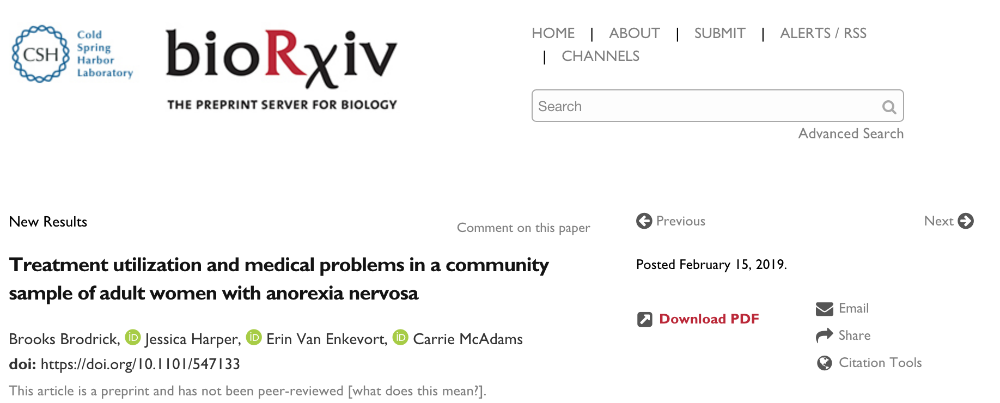 CSH
Cold
Spring
Harbor
Laboratory
bioRxiv
THE PREPRINT SERVER FOR BIOLOGY
HOME | ABOUT | SUBMIT | ALERTS / RSS
| CHANNELS
Search
Advanced Search
New Results
Comment on this paper
Treatment utilization and medical problems in a community
sample of adult women with anorexia nervosa
Brooks Brodrick, iD Jessica Harper, iD Erin Van Enkevort, iD Carrie McAdams
doi: https://doi.org/10.1101/547133
This article is a preprint and has not been peer-reviewed [what does this mean?].
Previous
Next
Posted February 15, 2019.
Download PDF
Email
Share
Citation Tools